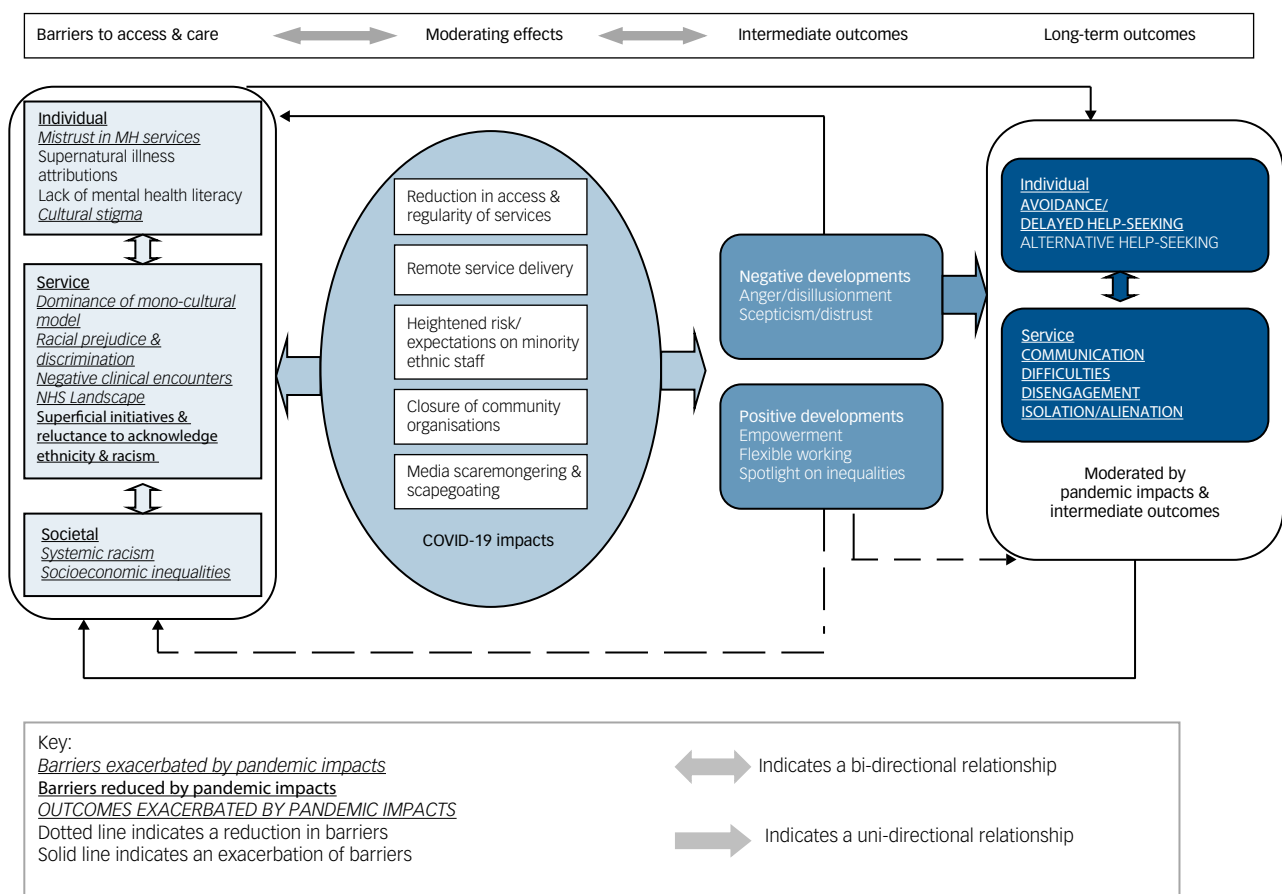 Barriers to access & care
Moderating effects
Intermediate outcomes
Long-term outcomes
Individual
Mistrust in MH services
Supernatural illness
attributions
Lack of mental health literacy
Cultural stigma
Service
Dominance of mono-cultural
model
Racial prejudice &
discrimination
Negative clinical encounters
NHS Landscape
Superficial initiatives &
reluctance to acknowledge
ethnicity & racism
Societal
Systemic racism
Socioeconomic inequalities
Reduction in access &
regularity of services
Remote service delivery
Heightened risk/
expectations on minority
ethnic staff
Closure of community
organisations
Media scaremongering &
scapegoating
COVID-19 impacts
Negative developments
Anger/disillusionment
Scepticism/distrust
Positive developments
Empowerment
Flexible working
Spotlight on inequalities
Individual
AVOIDANCE/
DELAYED HELP-SEEKING
ALTERNATIVE HELP-SEEKING
Service
COMMUNICATION
DIFFICULTIES
DISENGAGEMENT
ISOLATION/ALIENATION
Moderated by
pandemic impacts &
intermediate outcomes
Key:
Barriers exacerbated by pandemic impacts
Barriers reduced by pandemic impacts
OUTCOMES EXACERBATED BY PANDEMIC IMPACTS
Dotted line indicates a reduction in barriers
Solid line indicates an exacerbation of barriers
Indicates a bi-directional relationship
Indicates a uni-directional relationship